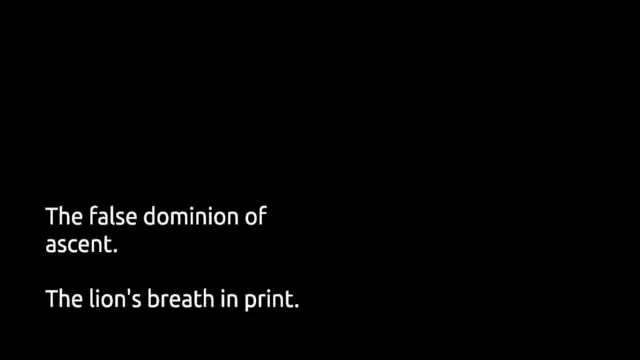 The false dominion of
ascent.
The lion's breath in print.